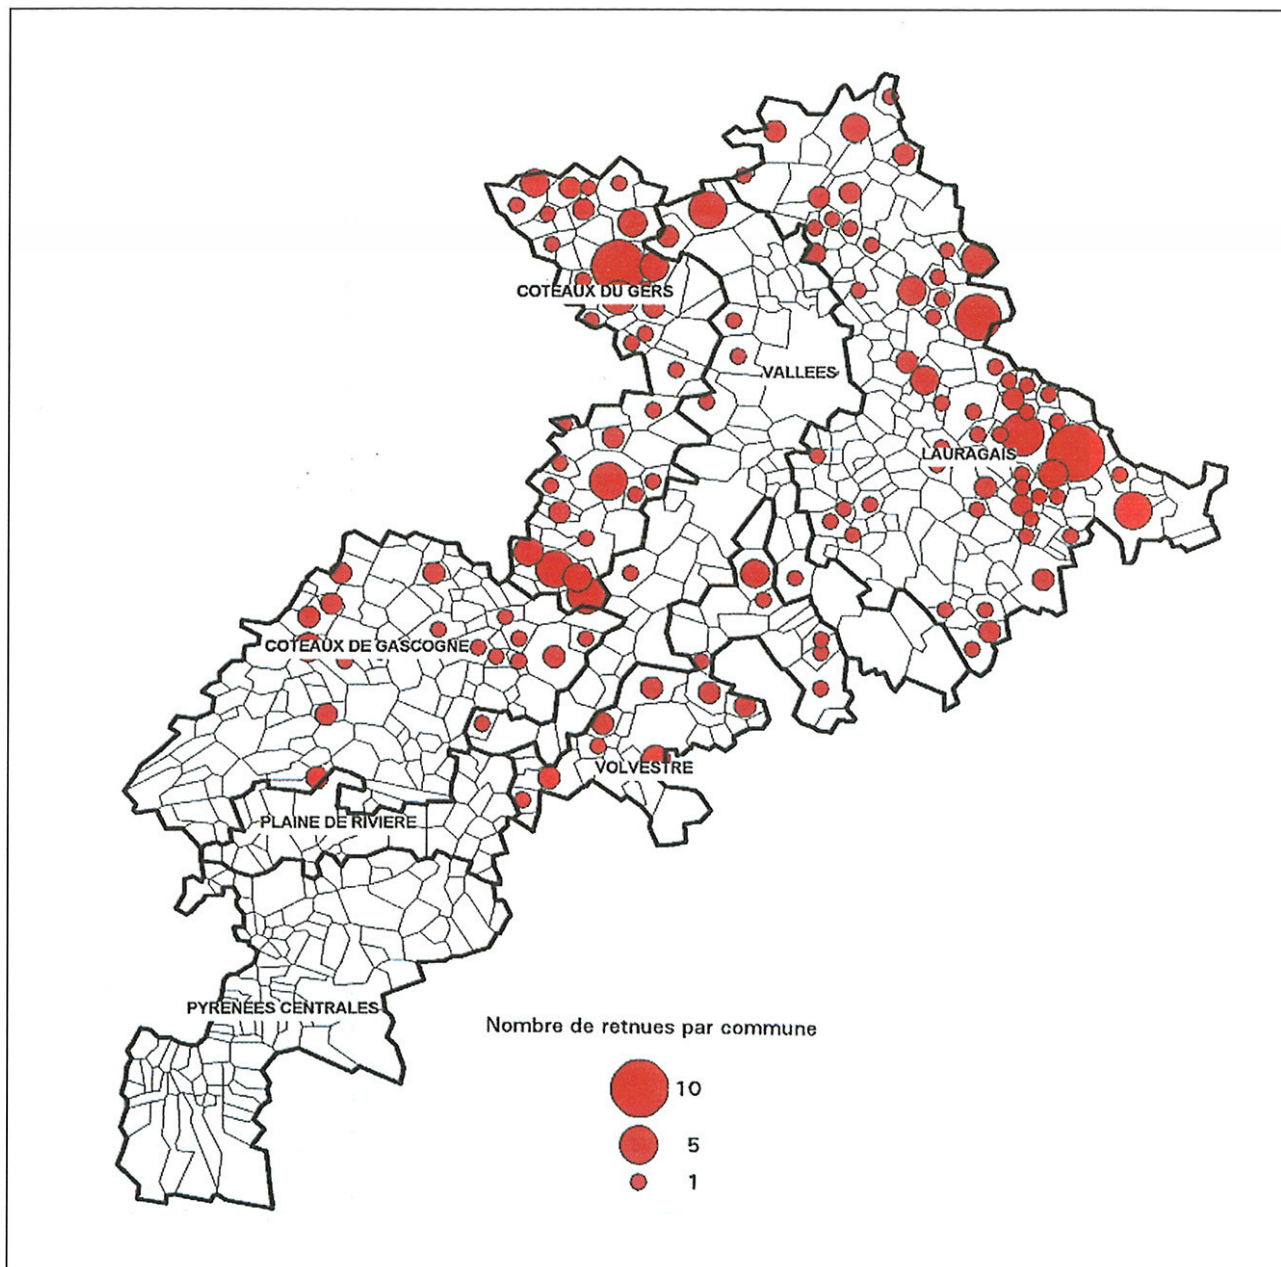 COTEAUX DU GERS
VALLEES
LAURAGAIS
COTEAUX DE GASCOGNE
VOLVESTRE
PLAINE DE RIVIERE
PYRENEES CENTRALES
Nombre de retnues par commune
10
5
1